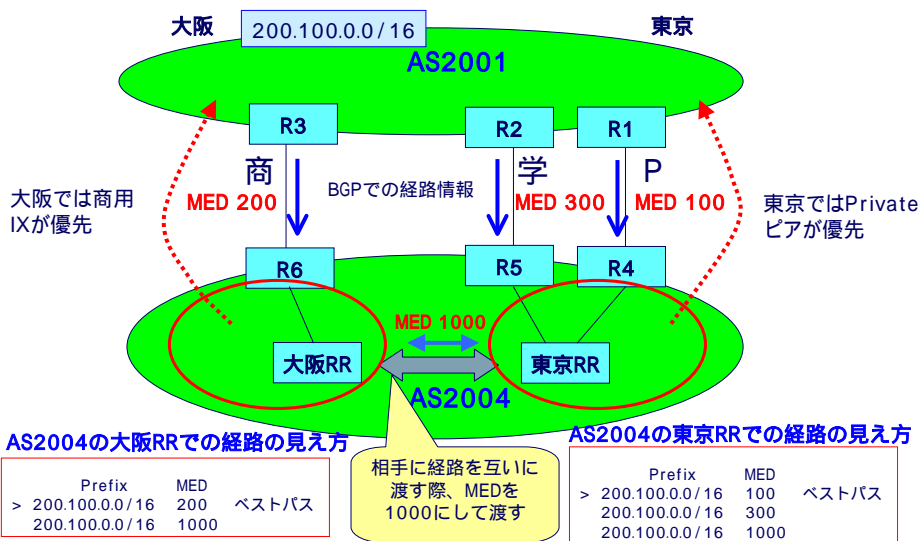 大阪
200.100.0.0/16
東京
AS2001
R3
R2
R1
商
学
P
BGPでの経路情報
MED 200
MED 300
MED 100
大阪では商用
IXが優先
東京ではPrivate
ピアが優先
R6
R5
R4
MED 1000
大阪RR
東京RR
AS2004
AS2004の大阪RRでの経路の見え方
Prefix MED
> 200.100.0.0/16 200 ベストパス
200.100.0.0/16 1000
相手に経路を互いに
渡す際、MEDを
1000にして渡す
AS2004の東京RRでの経路の見え方
Prefix MED
> 200.100.0.0/16 100 ベストパス
200.100.0.0/16 300
200.100.0.0/16 1000